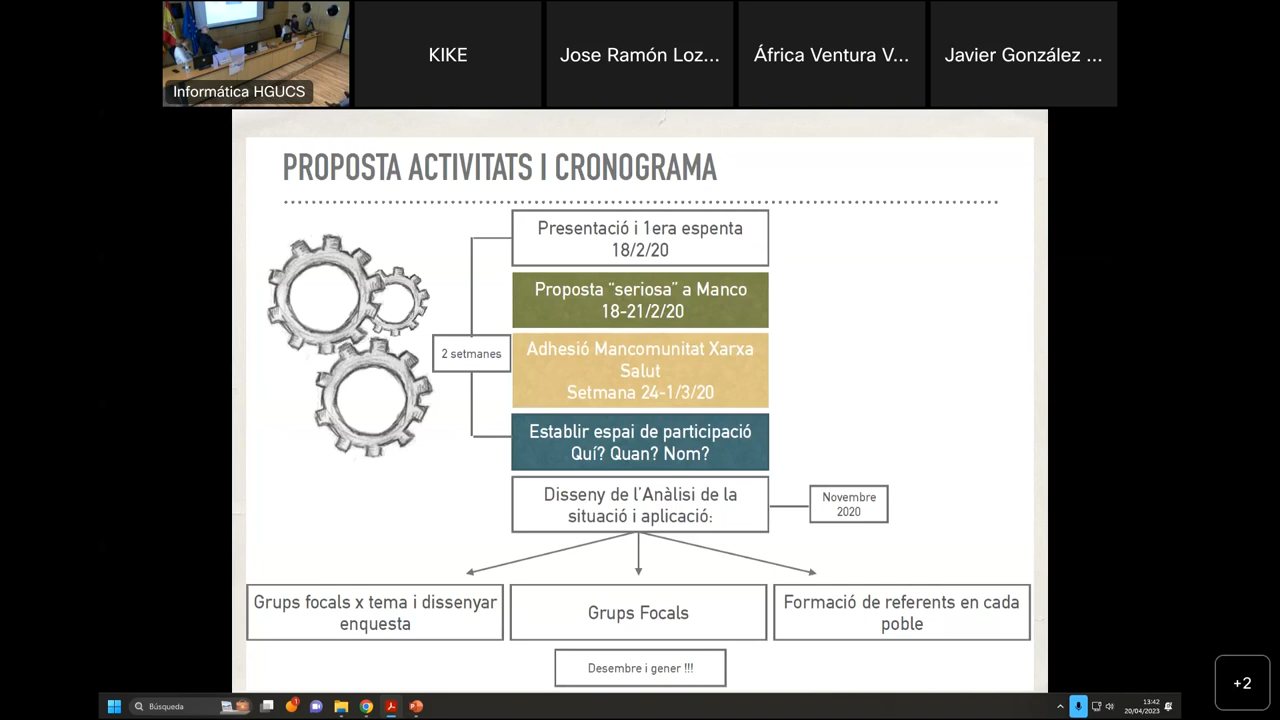 Informática HGUCS
KIKE
Jose Ramón Loz...
África Ventura V...
Javier González ...
PROPOSTA ACTIVITATS I CRONOGRAMA
Presentació i 1era espenta
18/2/20
Proposta “seriosa” a Manco
18-21/2/20
2 setmanes
Adhesió Mancomunitat Xarxa
Salut
Setmana 24-1/3/20
Establir espai de participació
Quí? Quan? Nom?
Disseny de l’Anàlisi de la
situació i aplicació:
Novembre
2020
Grups focals x tema i dissenyar
enquesta
Grups Focals
Formació de referents en cada
poble
Desembre i gener !!!
+2
Búsqueda
13:42
20/04/2023